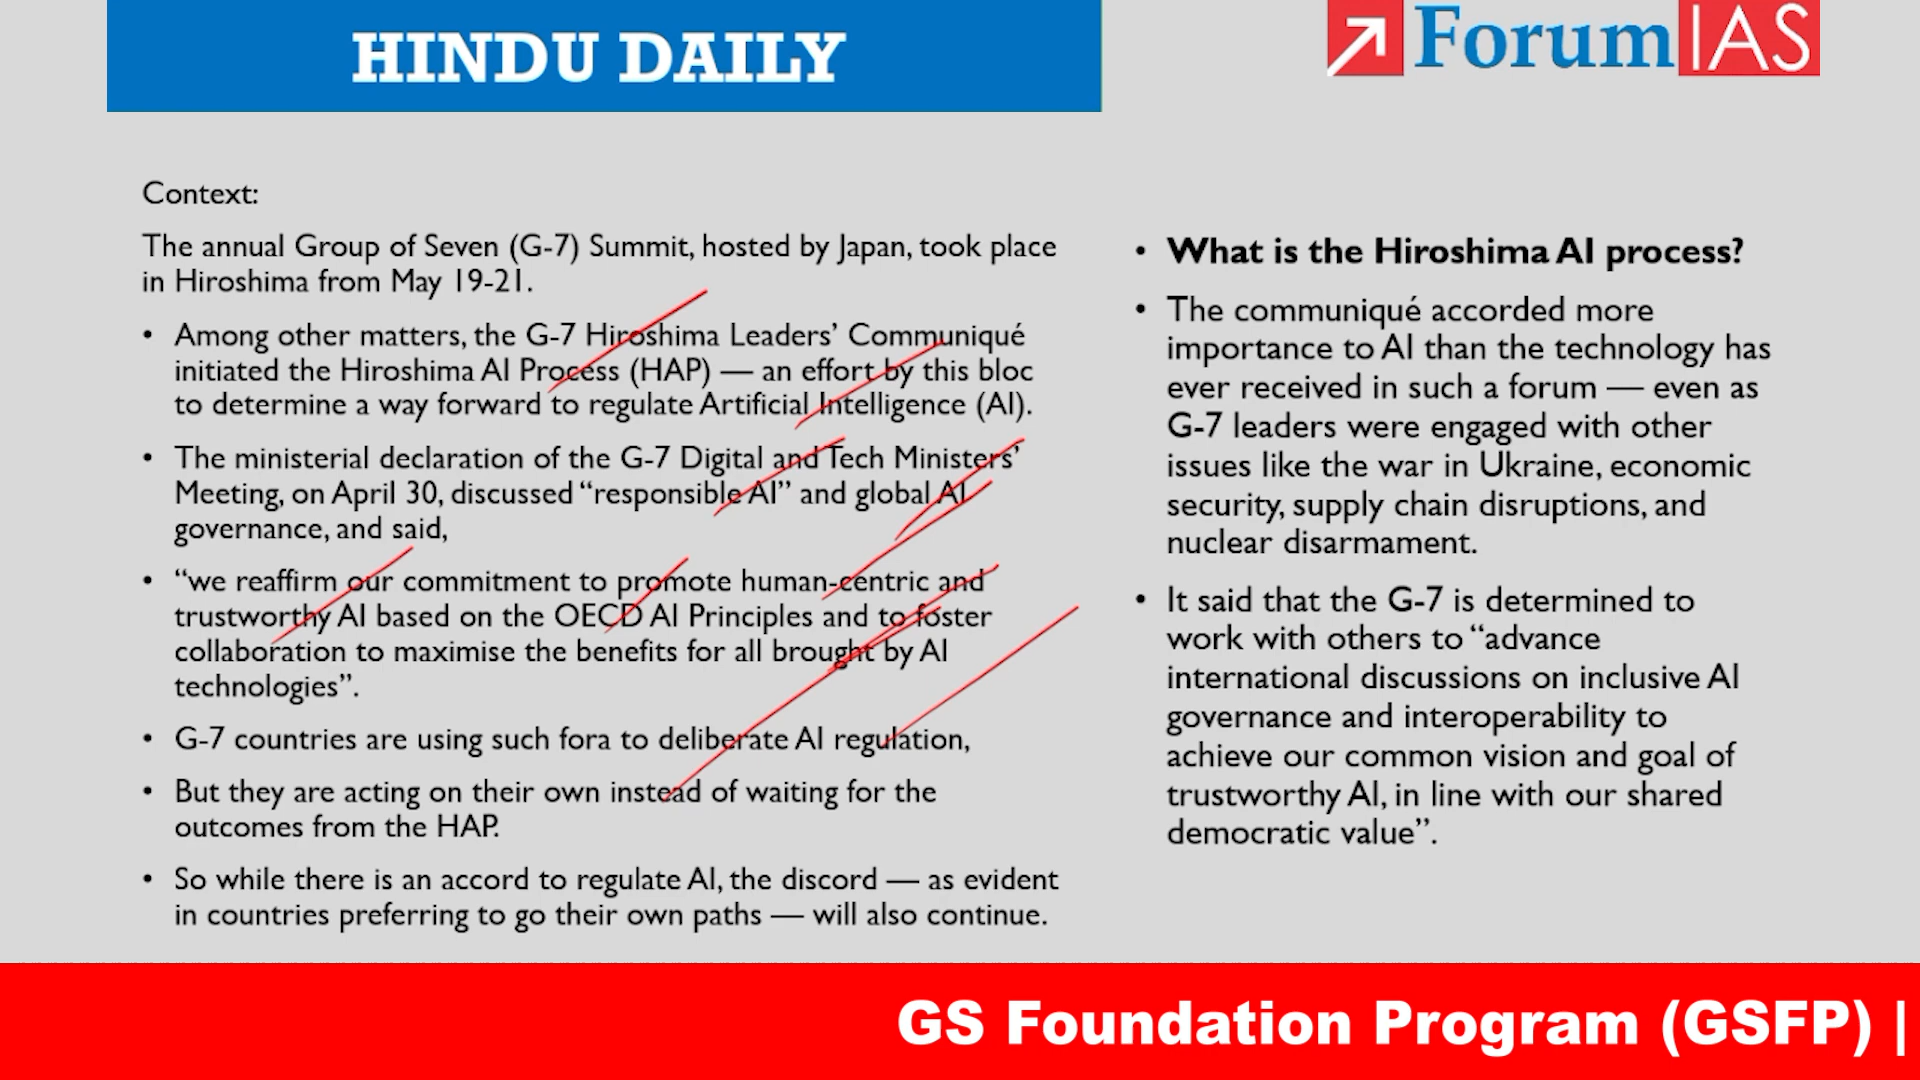 HINDU DAILY
Forum IAS
Context:
The annual Group of Seven (G-7) Summit, hosted by Japan, took place
in Hiroshima from May 19-21.
• Among other matters, the G-7 Hiroshima Leaders’ Communiqué
initiated the Hiroshima AI Process (HAP) — an effort by this bloc
to determine a way forward to regulate Artificial Intelligence (AI).
• The ministerial declaration of the G-7 Digital and Tech Ministers’
Meeting, on April 30, discussed “responsible AI” and global AI
governance, and said,
• “we reaffirm our commitment to promote human-centric and
trustworthy AI based on the OECD AI Principles and to foster
collaboration to maximise the benefits for all brought by AI
technologies”.
• G-7 countries are using such fora to deliberate AI regulation,
• But they are acting on their own instead of waiting for the
outcomes from the HAP.
• So while there is an accord to regulate AI, the discord — as evident
in countries preferring to go their own paths — will also continue.
• What is the Hiroshima AI process?
• The communiqué accorded more
importance to AI than the technology has
ever received in such a forum — even as
G-7 leaders were engaged with other
issues like the war in Ukraine, economic
security, supply chain disruptions, and
nuclear disarmament.
• It said that the G-7 is determined to
work with others to “advance
international discussions on inclusive AI
governance and interoperability to
achieve our common vision and goal of
trustworthy AI, in line with our shared
democratic value”.
GS Foundation Program (GSFP) |